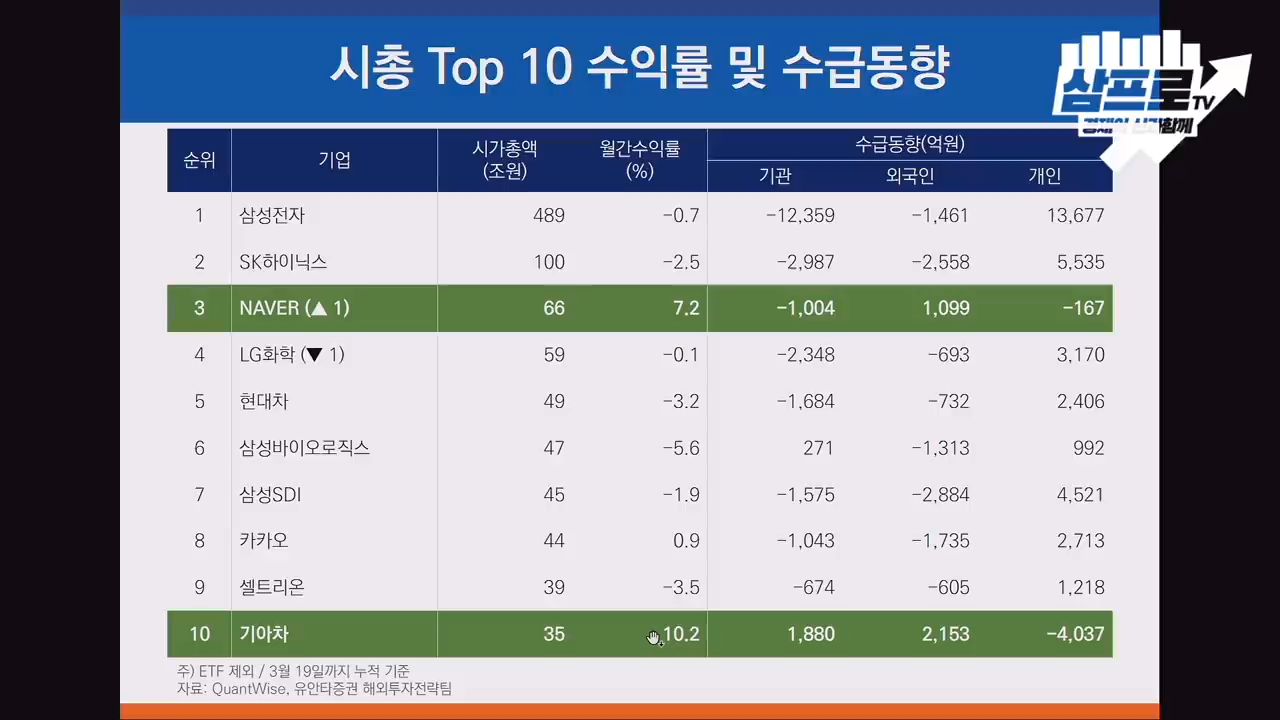 시총 Top 10 수익률 및 수급동향
삼프로TV
경제의 신과함께
순위 기업 시가총액 (조원) 월간수익률 (%) 수급동향(억원)
기관 외국인 개인
1 삼성전자 489 -0.7 -12,359 -1,461 13,677
2 SK하이닉스 100 -2.5 -2,987 -2,558 5,535
3 NAVER (▲ 1) 66 7.2 -1,004 1,099 -167
4 LG화학 (▼ 1) 59 -0.1 -2,348 -693 3,170
5 현대차 49 -3.2 -1,684 -732 2,406
6 삼성바이오로직스 47 -5.6 271 -1,313 992
7 삼성SDI 45 -1.9 -1,575 -2,884 4,521
8 카카오 44 0.9 -1,043 -1,735 2,713
9 셀트리온 39 -3.5 -674 -605 1,218
10 기아차 35 10.2 1,880 2,153 -4,037
주) ETF 제외 / 3월 19일까지 누적 기준
자료: QuantWise, 유안타증권 해외투자전략팀